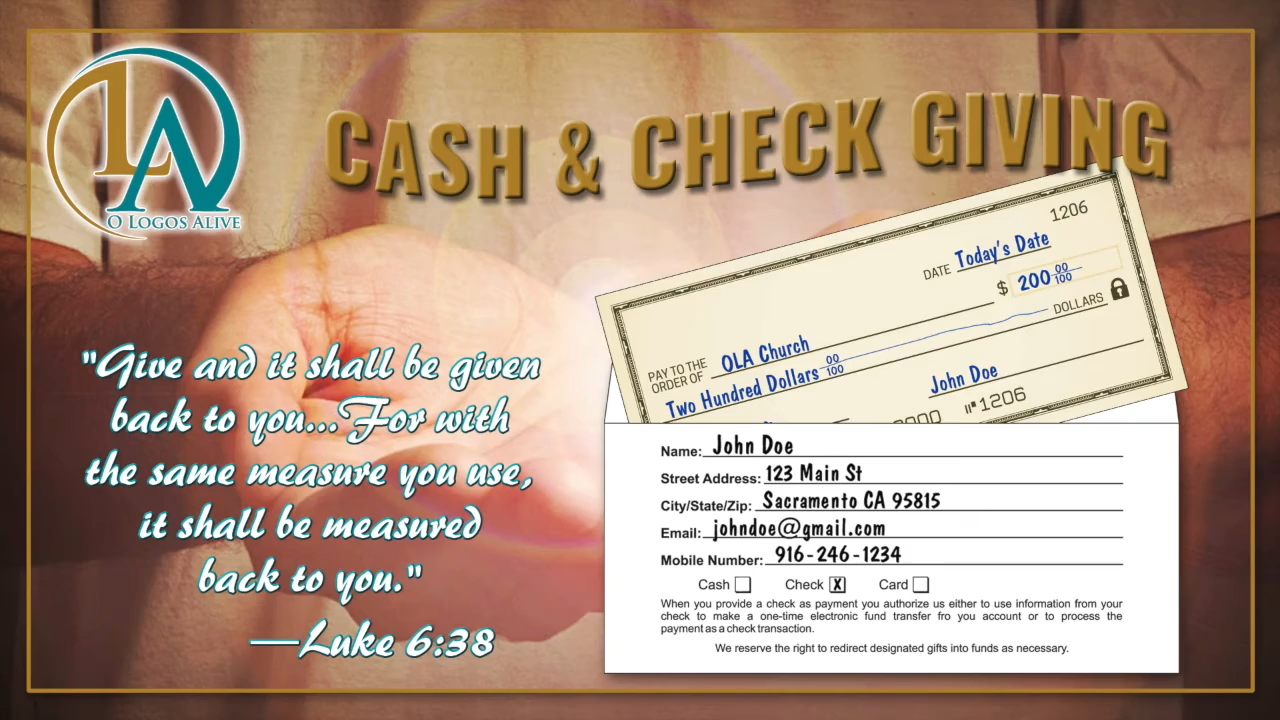 LA
O LOGOS ALIVE
CASH & CHECK GIVING
"Give and it shall be given
back to you... For with
the same measure you use,
it shall be measured
back to you."
—Luke 6:38
1206
DATE Today's Date
$ 200 00/100
PAY TO THE
ORDER OF OLA Church
Two Hundred Dollars 00/100 DOLLARS
John Doe
⑈1206
Name: John Doe
Street Address: 123 Main St
City/State/Zip: Sacramento CA 95815
Email: johndoe@gmail.com
Mobile Number: 916-246-1234
Cash Check X Card
When you provide a check as payment you authorize us either to use information from your
check to make a one-time electronic fund transfer fro you account or to process the
payment as a check transaction.
We reserve the right to redirect designated gifts into funds as necessary.